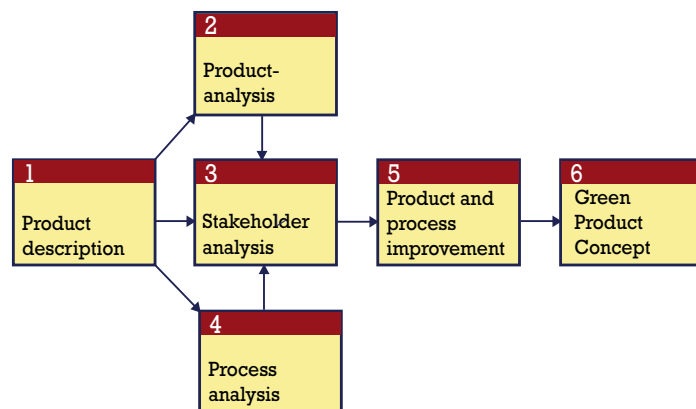 2
Product-
analysis
1
Product
description
3
Stakeholder
analysis
5
Product and
process
improvement
6
Green
Product
Concept
4
Process
analysis